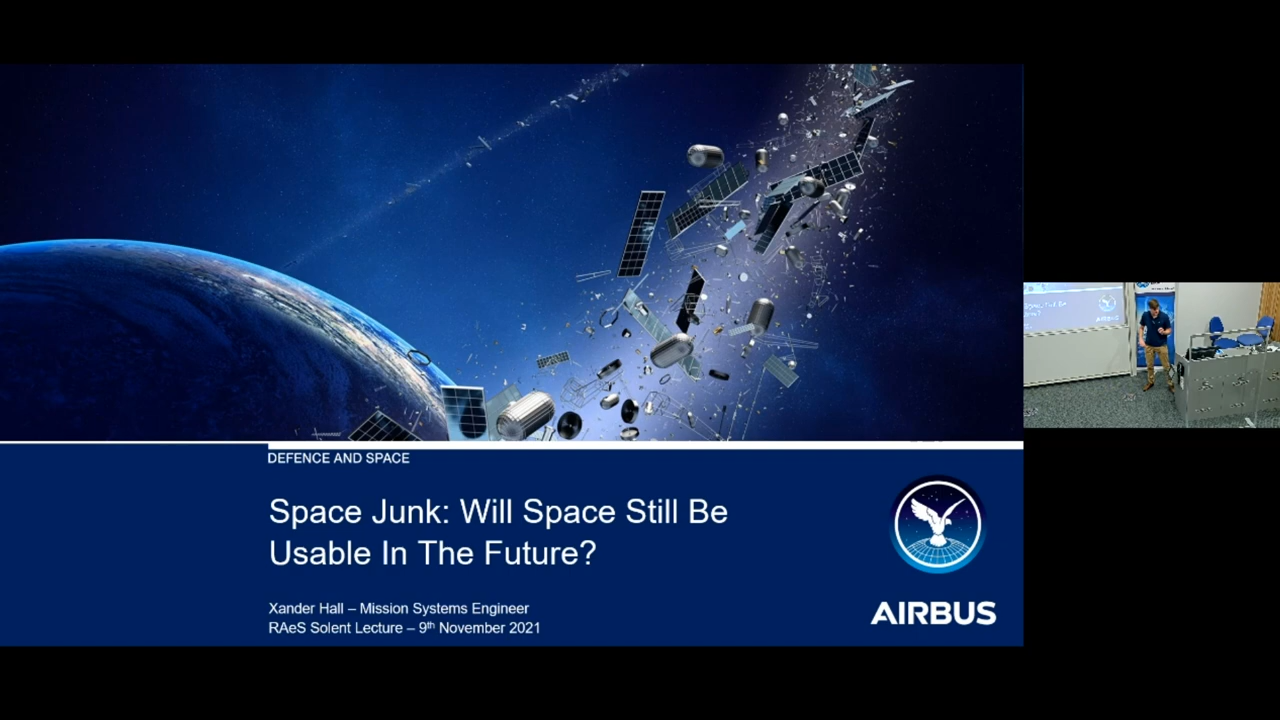 DEFENCE AND SPACE
Space Junk: Will Space Still Be
Usable In The Future?
Xander Hall – Mission Systems Engineer
RAeS Solent Lecture – 9th November 2021
AIRBUS
AIRBUS